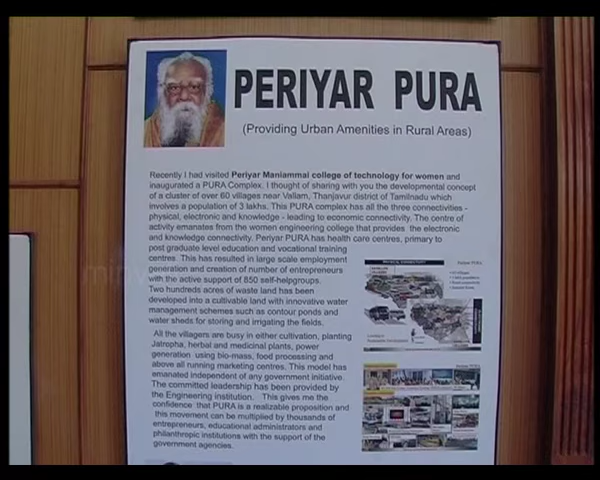 PERIYAR PURA
(Providing Urban Amenities in Rural Areas)
Recently I had visited Periyar Maniammai college of technology for women and
inaugurated a PURA Complex. I thought of sharing with you the developmental concept
of a cluster of over 60 villages near Vallam, Thanjavur district of Tamilnadu which
involves a population of 3 lakhs. This PURA complex has all the three connectivities -
physical, electronic and knowledge - leading to economic connectivity. The centre of
activity emanates from the women engineering college that provides the electronic
and knowledge connectivity. Periyar PURA has health care centres, primary to
post graduate level education and vocational training
centres. This has resulted in large scale employment
generation and creation of number of entrepreneurs
with the active support of 850 self-helpgroups.
Two hundreds acres of waste land has been
developed into a cultivable land with innovative water
management schemes such as contour ponds and
water sheds for storing and irrigating the fields.
All the villagers are busy in either cultivation, planting
Jatropha, herbal and medicinal plants, power
generation using bio-mass, food processing and
above all running marketing centres. This model has
emanated independent of any government initiative.
The committed leadership has been provided by
the Engineering institution. This gives me the
confidence that PURA is a realizable proposition and
this movement can be multiplied by thousands of
entrepreneurs, educational administrators and
philanthropic institutions with the support of the
government agencies.
PHYSICAL CONNECTIVITY